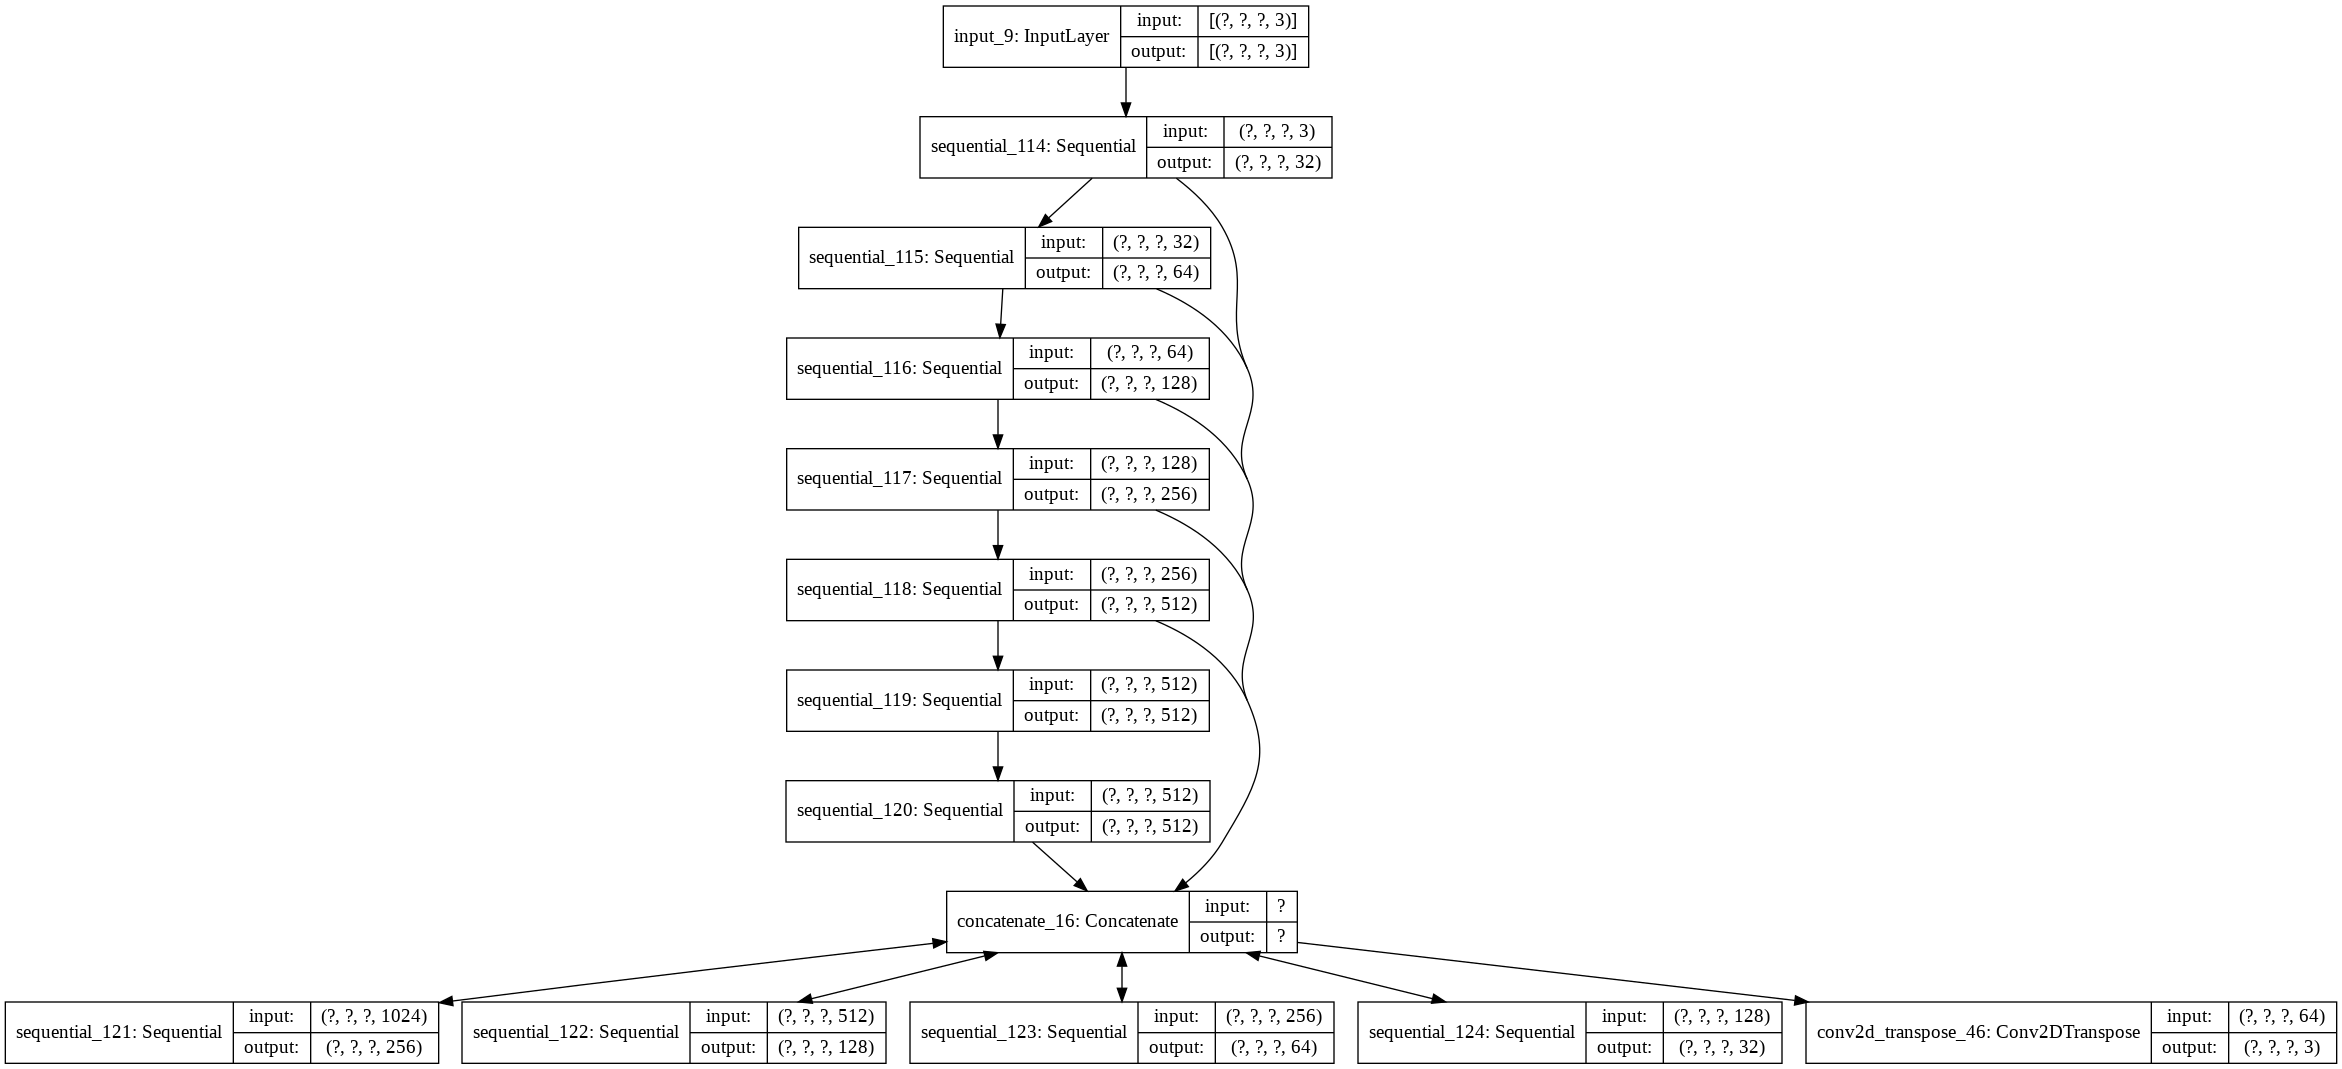 input_9: InputLayer
input: [(?, ?, ?, 3)]
output: [(?, ?, ?, 3)]
sequential_114: Sequential
input: (?, ?, ?, 3)
output: (?, ?, ?, 32)
sequential_115: Sequential
input: (?, ?, ?, 32)
output: (?, ?, ?, 64)
sequential_116: Sequential
input: (?, ?, ?, 64)
output: (?, ?, ?, 128)
sequential_117: Sequential
input: (?, ?, ?, 128)
output: (?, ?, ?, 256)
sequential_118: Sequential
input: (?, ?, ?, 256)
output: (?, ?, ?, 512)
sequential_119: Sequential
input: (?, ?, ?, 512)
output: (?, ?, ?, 512)
sequential_120: Sequential
input: (?, ?, ?, 512)
output: (?, ?, ?, 512)
concatenate_16: Concatenate
input: ?
output: ?
sequential_121: Sequential
input: (?, ?, ?, 1024)
output: (?, ?, ?, 256)
sequential_122: Sequential
input: (?, ?, ?, 512)
output: (?, ?, ?, 128)
sequential_123: Sequential
input: (?, ?, ?, 256)
output: (?, ?, ?, 64)
sequential_124: Sequential
input: (?, ?, ?, 128)
output: (?, ?, ?, 32)
conv2d_transpose_46: Conv2DTranspose
input: (?, ?, ?, 64)
output: (?, ?, ?, 3)